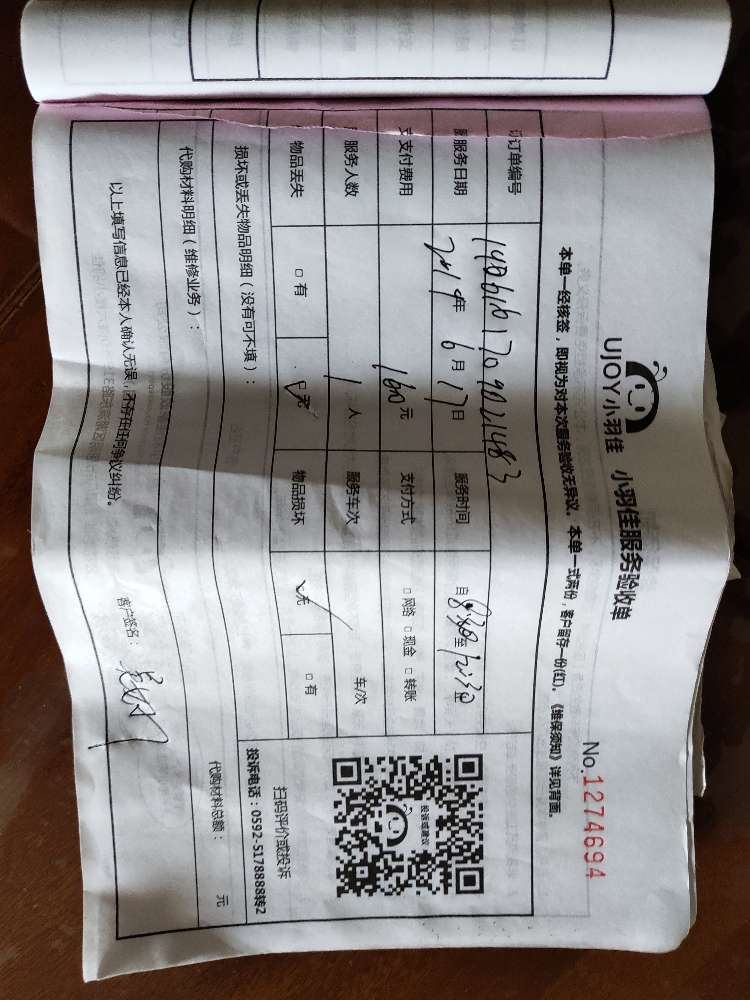 UJOY小羽佳 小羽佳服务验收单
No.1274694
本单一经核签，即视为对本次服务验收无异议。本单一式两份，客户留存一份(红)。《维保须知》详见背面。
订单编号
服务日期 2019年 6月17日 服务时间 自8:30至12:30
支付费用 160元 支付方式 □网络 □现金 □转账
服务人数 1人 服务车次 车/次
物品丢失 □有 □无 物品损坏 无 □有
投诉或建议
扫码评价或投诉
投诉电话：0592-5178888转2
损坏或丢失物品明细（没有可不填）：
代购材料明细（维修业务）：
代购材料总额： 元
以上填写信息已经本人确认无误，不存在任何争议纠纷。
客户签名：